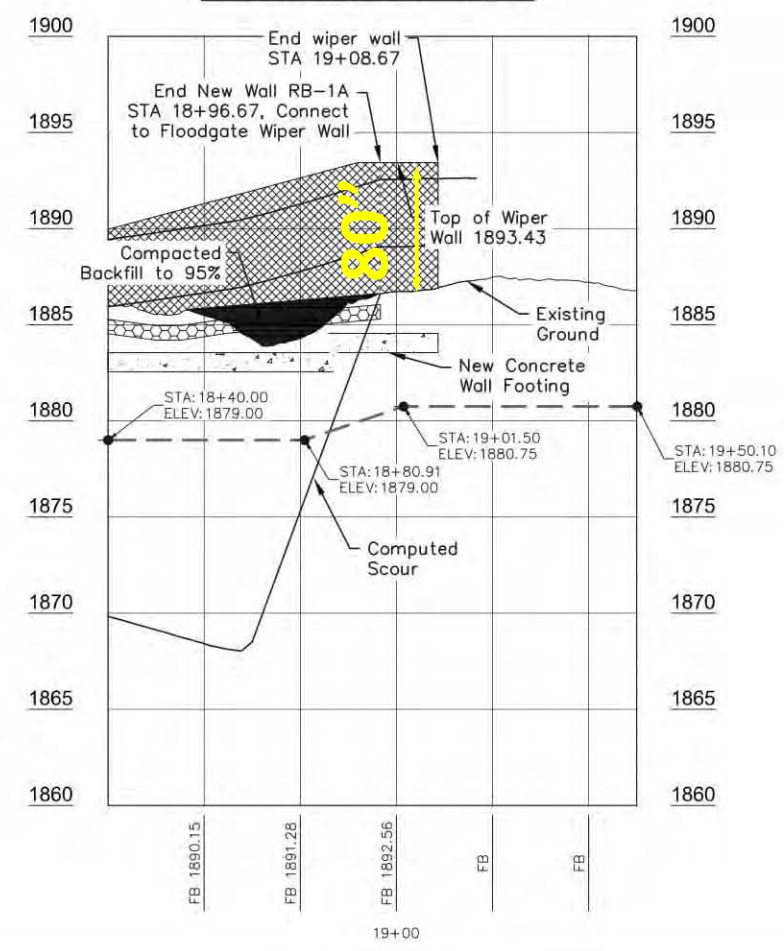 1900
1900
End wiper wall
STA 19+08.67
End New Wall RB-1A
STA 18+96.67, Connect
to Floodgate Wiper Wall
1895
1895
80"
1890
1890
Top of Wiper
Wall 1893.43
Compacted
Backfill to 95%
1885
1885
Existing
Ground
New Concrete
Wall Footing
STA: 18+40.00
ELEV: 1879.00
1880
1880
STA: 19+01.50
ELEV: 1880.75
STA: 19+50.10
ELEV: 1880.75
STA: 18+80.91
ELEV: 1879.00
1875
1875
Computed
Scour
1870
1870
1865
1865
1860
1860
FB 1890.15
FB 1891.28
FB 1892.56
FB
FB
19+00